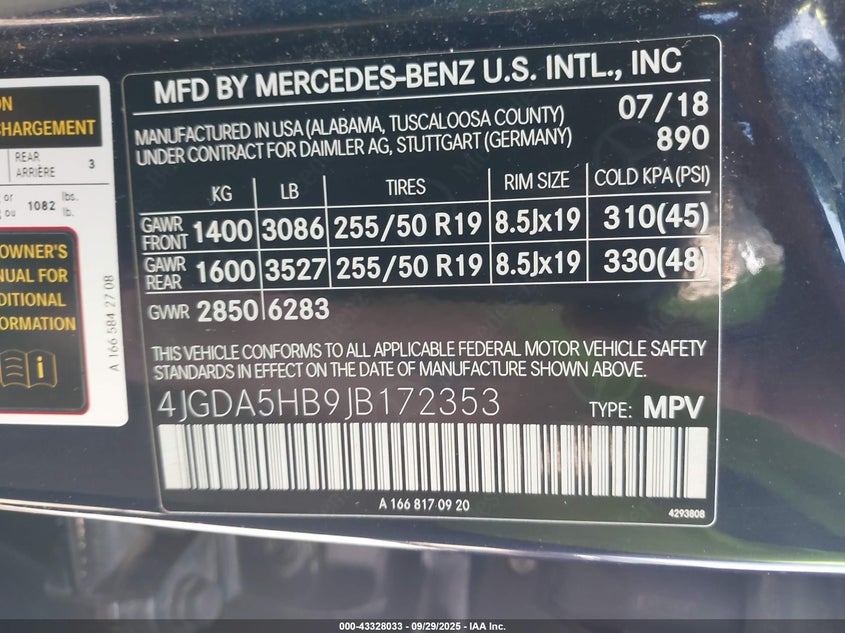 ON
CHARGEMENT
REAR 3
ARRIÈRE
or 1082 lbs.
ou lb.
OWNER'S
NUAL FOR
DITIONAL
ORMATION
i
A 166 584 27 08
MFD BY MERCEDES-BENZ U.S. INTL., INC
MANUFACTURED IN USA (ALABAMA, TUSCALOOSA COUNTY) 07/18
UNDER CONTRACT FOR DAIMLER AG, STUTTGART (GERMANY) 890
KG LB TIRES RIM SIZE COLD KPA (PSI)
GAWR FRONT 1400 3086 255/50 R19 8.5Jx19 310(45)
GAWR REAR 1600 3527 255/50 R19 8.5Jx19 330(48)
GVWR 2850 6283
THIS VEHICLE CONFORMS TO ALL APPLICABLE FEDERAL MOTOR VEHICLE SAFETY
STANDARDS IN EFFECT ON THE DATE OF MANUFACTURE SHOWN ABOVE.
4JGDA5HB9JB172353 TYPE: MPV
A 166 817 09 20
4293808
000-43328033 - 09/29/2025 - IAA Inc.